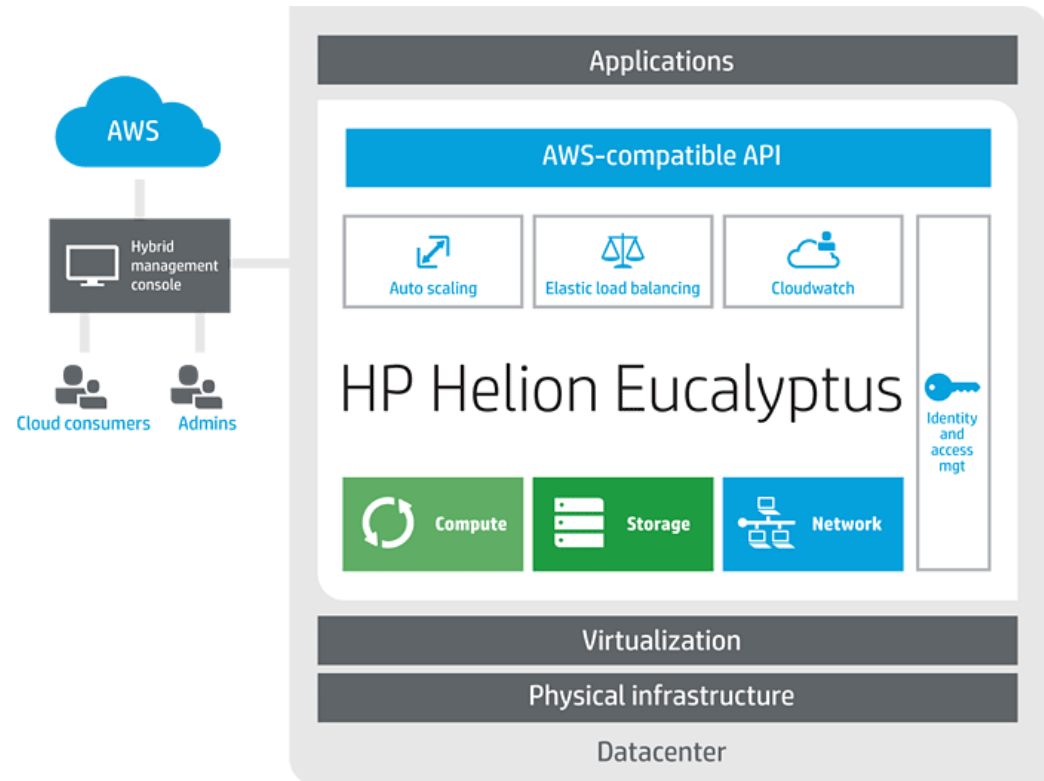 Applications
AWS
AWS-compatible API
Hybrid
management
console
Auto scaling
Elastic load balancing
Cloudwatch
HP Helion Eucalyptus
Identity
and
access
mgt
Cloud consumers
Admins
Compute
Storage
Network
Virtualization
Physical infrastructure
Datacenter